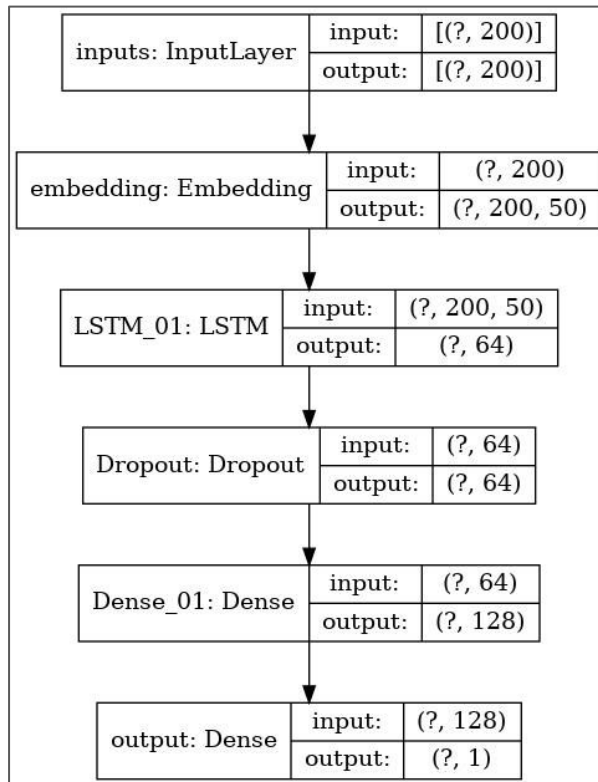 inputs: InputLayer
input: [(?, 200)]
output: [(?, 200)]
embedding: Embedding
input: (?, 200)
output: (?, 200, 50)
LSTM_01: LSTM
input: (?, 200, 50)
output: (?, 64)
Dropout: Dropout
input: (?, 64)
output: (?, 64)
Dense_01: Dense
input: (?, 64)
output: (?, 128)
output: Dense
input: (?, 128)
output: (?, 1)